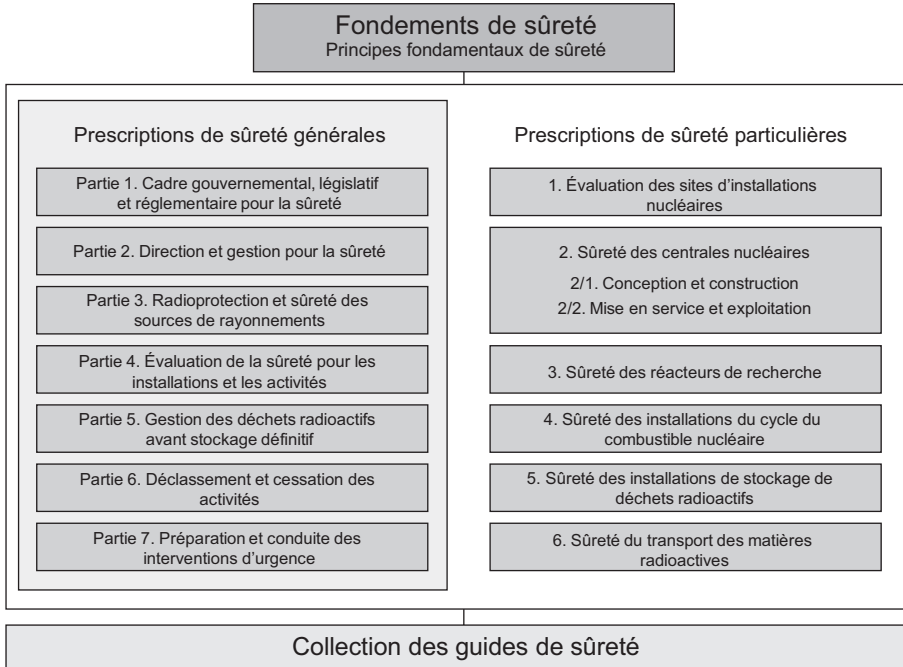 Fondements de sûreté
Principes fondamentaux de sûreté
Prescriptions de sûreté générales
Partie 1. Cadre gouvernemental, législatif
et réglementaire pour la sûreté
Partie 2. Direction et gestion pour la sûreté
Partie 3. Radioprotection et sûreté des
sources de rayonnements
Partie 4. Évaluation de la sûreté pour les
installations et les activités
Partie 5. Gestion des déchets radioactifs
avant stockage définitif
Partie 6. Déclassement et cessation des
activités
Partie 7. Préparation et conduite des
interventions d'urgence
Prescriptions de sûreté particulières
1. Évaluation des sites d'installations
nucléaires
2. Sûreté des centrales nucléaires
2/1. Conception et construction
2/2. Mise en service et exploitation
3. Sûreté des réacteurs de recherche
4. Sûreté des installations du cycle du
combustible nucléaire
5. Sûreté des installations de stockage de
déchets radioactifs
6. Sûreté du transport des matières
radioactives
Collection des guides de sûreté